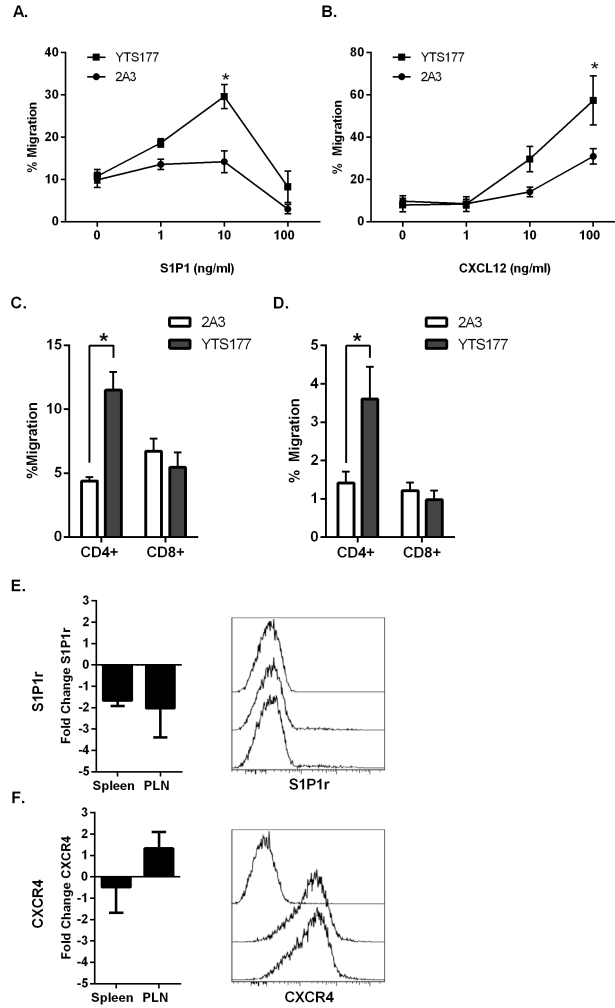 A.
YTS177
2A3
*
40
30
20
10
0
% Migration
0 1 10 100
S1P1 (ng/ml)
B.
YTS177
2A3
*
80
60
40
20
0
% Migration
0 1 10 100
CXCL12 (ng/ml)
C.
2A3
YTS177
*
15
10
5
0
%Migration
CD4+ CD8+
D.
2A3
YTS177
*
5
4
3
2
1
0
% Migration
CD4+ CD8+
E.
S1P1r
Fold Change S1P1r
3
2
1
0
-1
-2
-3
-4
-5
Spleen PLN
S1P1r
F.
CXCR4
Fold Change CXCR4
3
2
1
0
-1
-2
-3
-4
-5
Spleen PLN
CXCR4